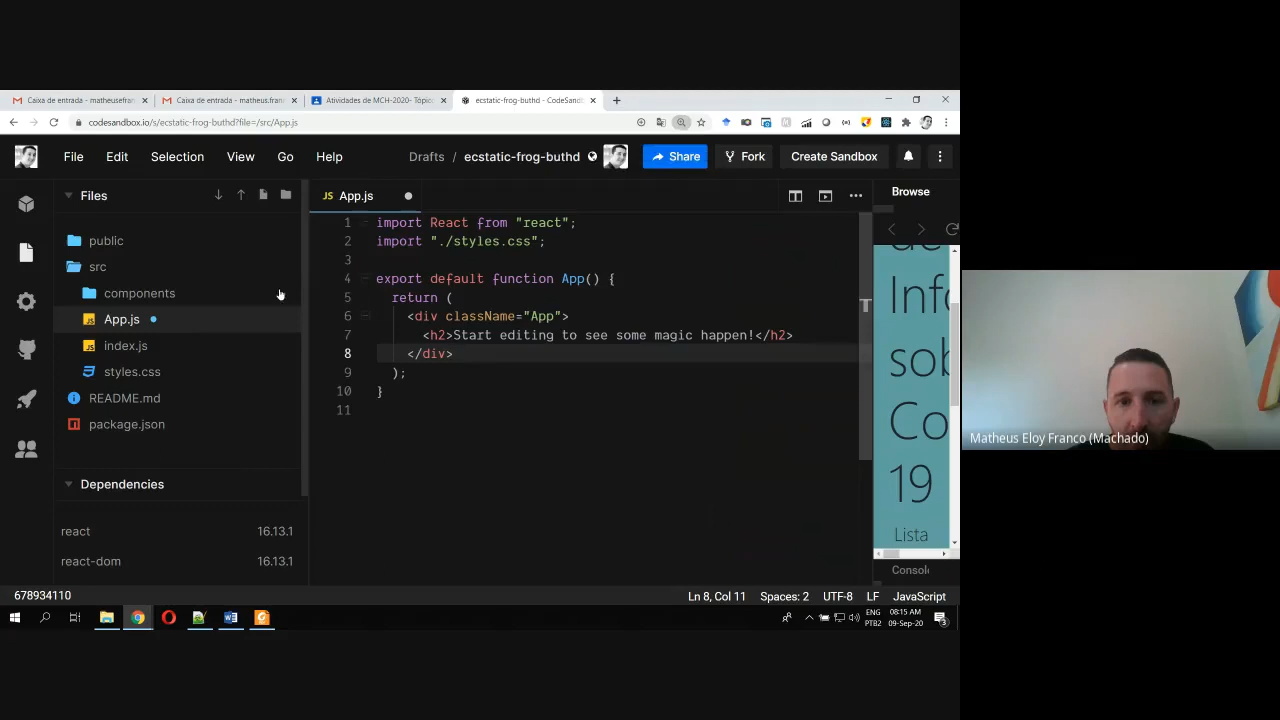 Caixa de entrada - matheusefran
Caixa de entrada - matheus.fran
Atividades de MCH-2020- Tópic
ecstatic-frog-buthd - CodeSandb
codesandbox.io/s/ecstatic-frog-buthd?file=/src/App.js
File Edit Selection View Go Help
Drafts / ecstatic-frog-buthd
Share
Fork
Create Sandbox
Files
public
src
components
App.js
index.js
styles.css
README.md
package.json
Dependencies
react 16.13.1
react-dom 16.13.1
JS App.js
1 import React from "react";
2 import "./styles.css";
3
4 export default function App() {
5 return (
6 <div className="App">
7 <h2>Start editing to see some magic happen!</h2>
8 </div>
9 );
10 }
11
Browse
Info
sob
Co
19
Lista
Consol
Matheus Eloy Franco (Machado)
678934110
Ln 8, Col 11 Spaces: 2 UTF-8 LF JavaScript
ENG
PTB2
08:15 AM
09-Sep-20
3